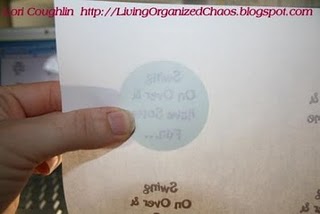 Lori Coughlin http://LivingOrganizedChaos.blogspot.com
Swing
On Over &
Have Some
Fun...
Swing
On Over &